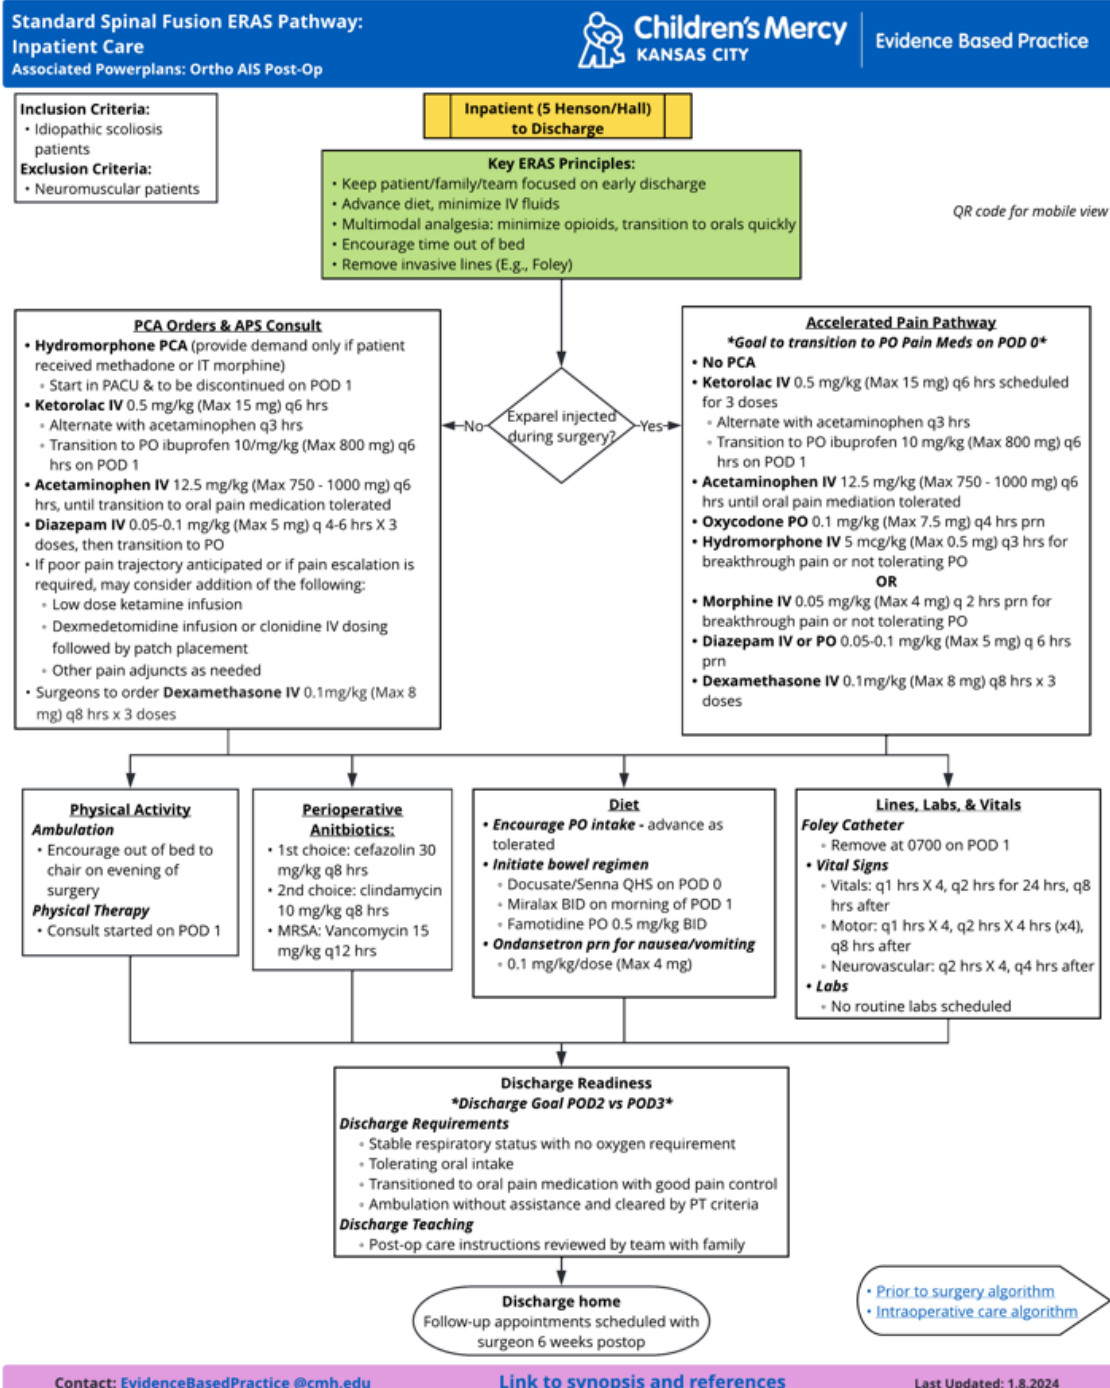 Standard Spinal Fusion ERAS Pathway:
Inpatient Care
Associated Powerplans: Ortho AIS Post-Op
Children's Mercy
KANSAS CITY
Evidence Based Practice
Inclusion Criteria:
• Idiopathic scoliosis
patients
Exclusion Criteria:
• Neuromuscular patients
Inpatient (5 Henson/Hall)
to Discharge
Key ERAS Principles:
• Keep patient/family/team focused on early discharge
• Advance diet, minimize IV fluids
• Multimodal analgesia: minimize opioids, transition to orals quickly
• Encourage time out of bed
• Remove invasive lines (E.g., Foley)
QR code for mobile view
PCA Orders & APS Consult
• Hydromorphone PCA (provide demand only if patient
received methadone or IT morphine)
◦ Start in PACU & to be discontinued on POD 1
• Ketorolac IV 0.5 mg/kg (Max 15 mg) q6 hrs
◦ Alternate with acetaminophen q3 hrs
◦ Transition to PO ibuprofen 10/mg/kg (Max 800 mg) q6
hrs on POD 1
• Acetaminophen IV 12.5 mg/kg (Max 750 - 1000 mg) q6
hrs, until transition to oral pain medication tolerated
• Diazepam IV 0.05-0.1 mg/kg (Max 5 mg) q 4-6 hrs X 3
doses, then transition to PO
• If poor pain trajectory anticipated or if pain escalation is
required, may consider addition of the following:
◦ Low dose ketamine infusion
◦ Dexmedetomidine infusion or clonidine IV dosing
followed by patch placement
◦ Other pain adjuncts as needed
• Surgeons to order Dexamethasone IV 0.1mg/kg (Max 8
mg) q8 hrs x 3 doses
No
Exparel injected
during surgery?
Yes
Accelerated Pain Pathway
*Goal to transition to PO Pain Meds on POD 0*
• No PCA
• Ketorolac IV 0.5 mg/kg (Max 15 mg) q6 hrs scheduled
for 3 doses
◦ Alternate with acetaminophen q3 hrs
◦ Transition to PO ibuprofen 10 mg/kg (Max 800 mg) q6
hrs on POD 1
• Acetaminophen IV 12.5 mg/kg (Max 750 - 1000 mg) q6
hrs until oral pain mediation tolerated
• Oxycodone PO 0.1 mg/kg (Max 7.5 mg) q4 hrs prn
• Hydromorphone IV 5 mcg/kg (Max 0.5 mg) q3 hrs for
breakthrough pain or not tolerating PO
OR
• Morphine IV 0.05 mg/kg (Max 4 mg) q 2 hrs prn for
breakthrough pain or not tolerating PO
• Diazepam IV or PO 0.05-0.1 mg/kg (Max 5 mg) q 6 hrs
prn
• Dexamethasone IV 0.1mg/kg (Max 8 mg) q8 hrs x 3
doses
Physical Activity
Ambulation
• Encourage out of bed to
chair on evening of
surgery
Physical Therapy
• Consult started on POD 1
Perioperative
Anitbiotics:
• 1st choice: cefazolin 30
mg/kg q8 hrs
• 2nd choice: clindamycin
10 mg/kg q8 hrs
• MRSA: Vancomycin 15
mg/kg q12 hrs
Diet
• Encourage PO intake - advance as
tolerated
• Initiate bowel regimen
◦ Docusate/Senna QHS on POD 0
◦ Miralax BID on morning of POD 1
◦ Famotidine PO 0.5 mg/kg BID
• Ondansetron prn for nausea/vomiting
◦ 0.1 mg/kg/dose (Max 4 mg)
Lines, Labs, & Vitals
Foley Catheter
◦ Remove at 0700 on POD 1
• Vital Signs
◦ Vitals: q1 hrs X 4, q2 hrs for 24 hrs, q8
hrs after
◦ Motor: q1 hrs X 4, q2 hrs X 4 hrs (x4),
q8 hrs after
◦ Neurovascular: q2 hrs X 4, q4 hrs after
• Labs
◦ No routine labs scheduled
Discharge Readiness
*Discharge Goal POD2 vs POD3*
Discharge Requirements
◦ Stable respiratory status with no oxygen requirement
◦ Tolerating oral intake
◦ Transitioned to oral pain medication with good pain control
◦ Ambulation without assistance and cleared by PT criteria
Discharge Teaching
◦ Post-op care instructions reviewed by team with family
Discharge home
Follow-up appointments scheduled with
surgeon 6 weeks postop
• Prior to surgery algorithm
• Intraoperative care algorithm
Contact: EvidenceBasedPractice @cmh.edu
Link to synopsis and references
Last Updated: 1.8.2024